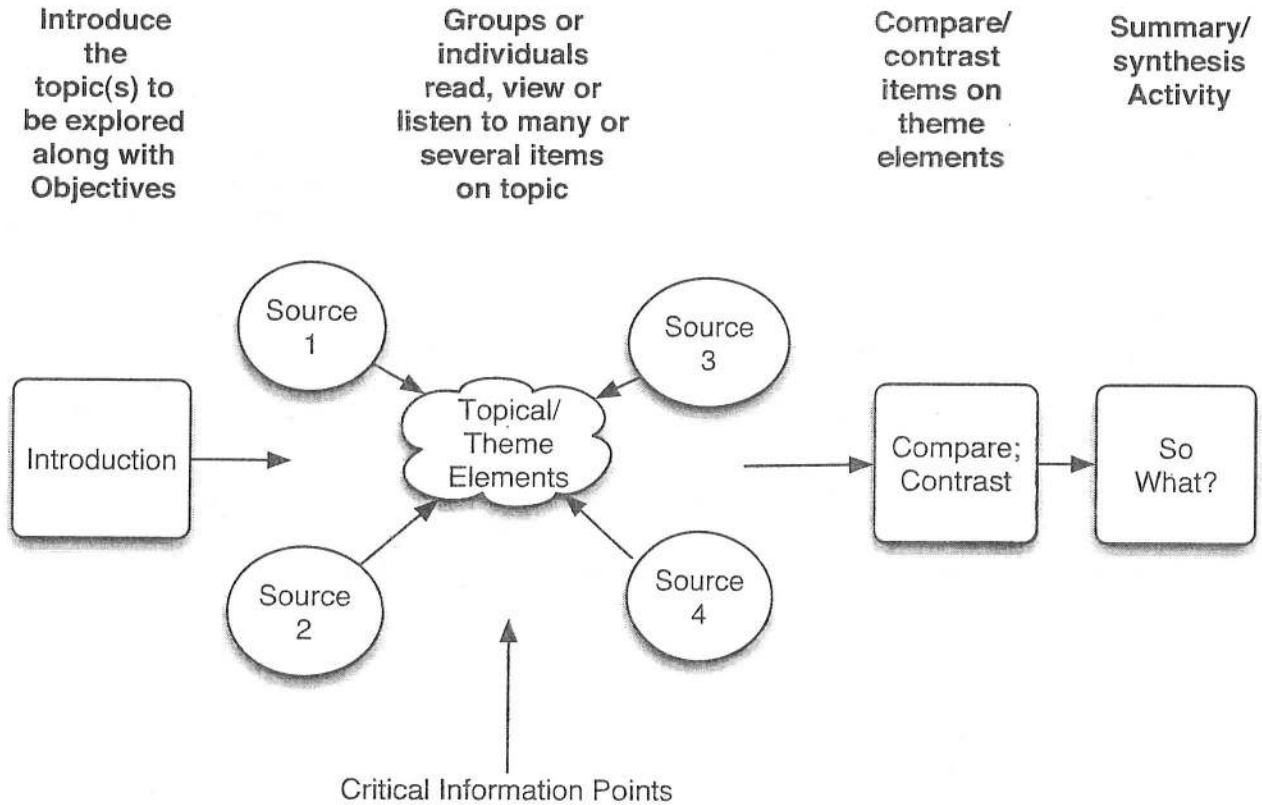 Introduce
the
topic(s) to
be explored
along with
Objectives
Groups or
individuals
read, view or
listen to many or
several items
on topic
Compare/
contrast
items on
theme
elements
Summary/
synthesis
Activity
Source
1
Source
3
Introduction
Topical/
Theme
Elements
Compare;
Contrast
So
What?
Source
2
Source
4
Critical Information Points